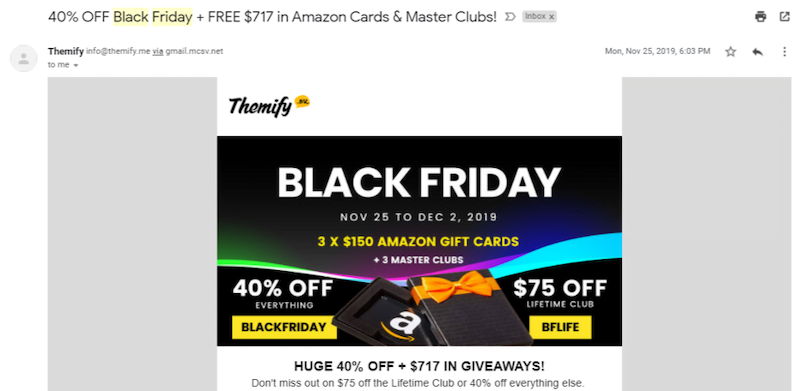 40% OFF Black Friday + FREE $717 in Amazon Cards & Master Clubs! Inbox x
Themify info@themify.me via gmail.mcsv.net Mon, Nov 25, 2019, 6:03 PM
to me
Themify .me
BLACK FRIDAY
NOV 25 TO DEC 2, 2019
3 X $150 AMAZON GIFT CARDS
+ 3 MASTER CLUBS
40% OFF
EVERYTHING
BLACKFRIDAY
a
$75 OFF
LIFETIME CLUB
BFLIFE
HUGE 40% OFF + $717 IN GIVEAWAYS!
Don't miss out on $75 off the Lifetime Club or 40% off everything else.